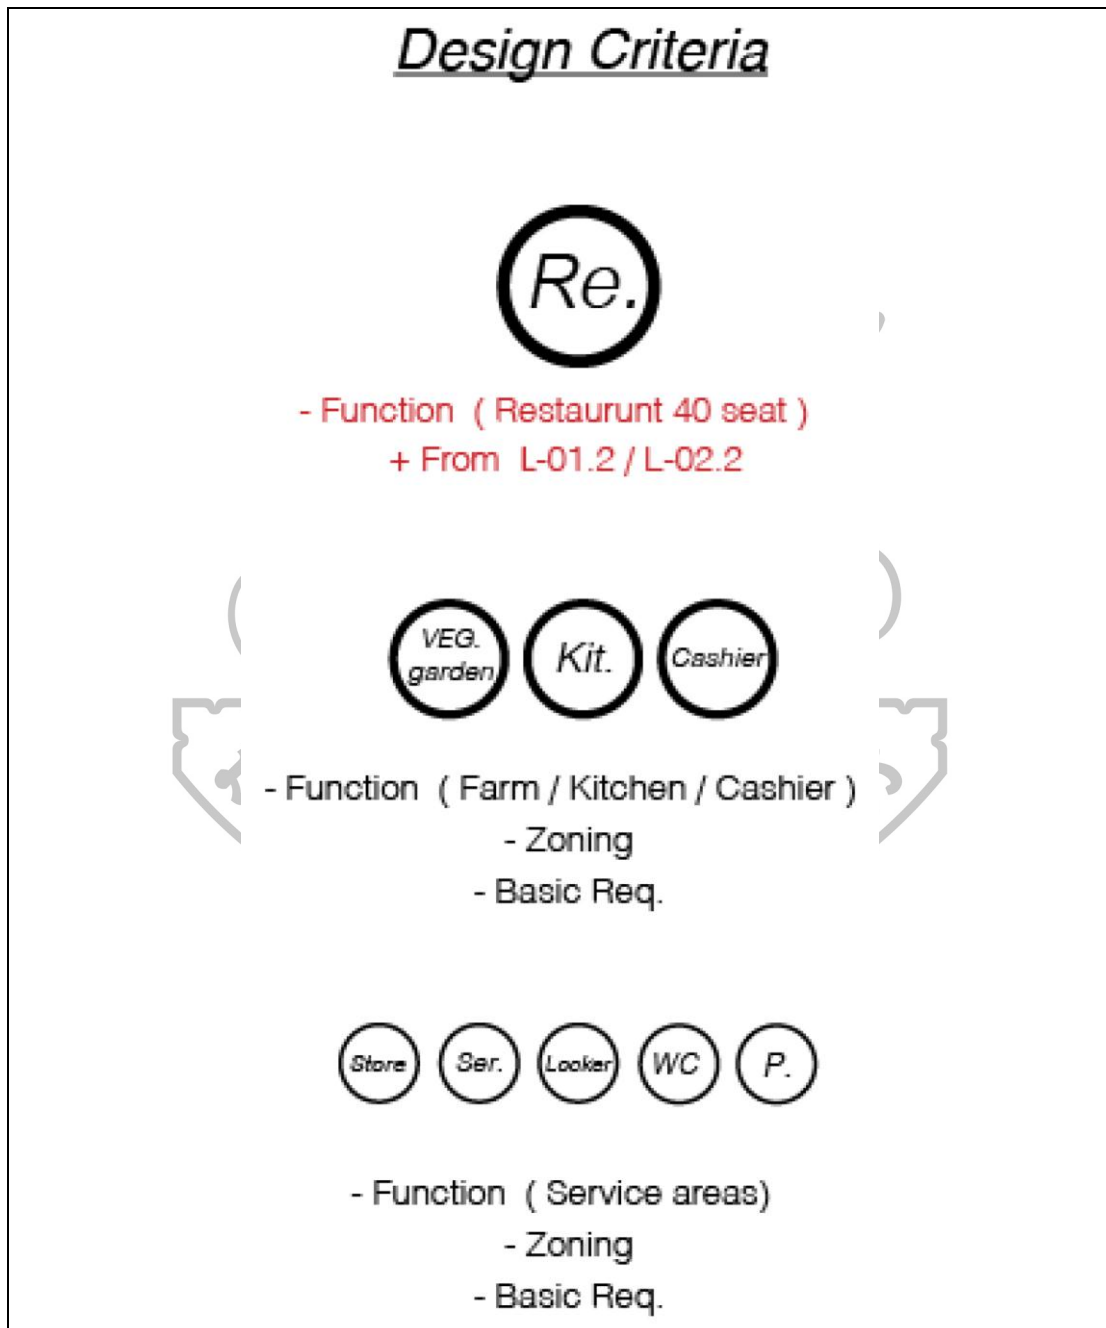 Design Criteria
Re.
- Function ( Restaurunt 40 seat )
+ From L-01.2 / L-02.2
VEG.
garden
Kit.
Cashier
- Function ( Farm / Kitchen / Cashier )
- Zoning
- Basic Req.
Store
Ser.
Locker
WC
P.
- Function ( Service areas)
- Zoning
- Basic Req.